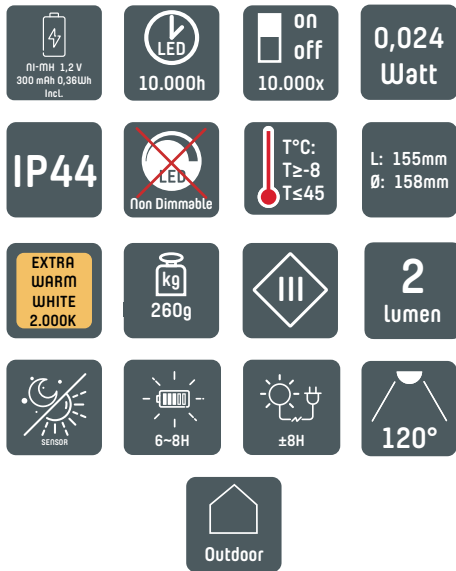 NI-MH 1,2 V
300 mAh 0,36Wh
Incl.
LED
10.000h
on
off
10.000x
0,024
Watt
IP44
LED
Non Dimmable
T°C:
T≥-8
T≤45
L: 155mm
Ø: 158mm
EXTRA
WARM
WHITE
2.000K
kg
260g
III
2
lumen
SENSOR
6~8H
±8H
120°
Outdoor